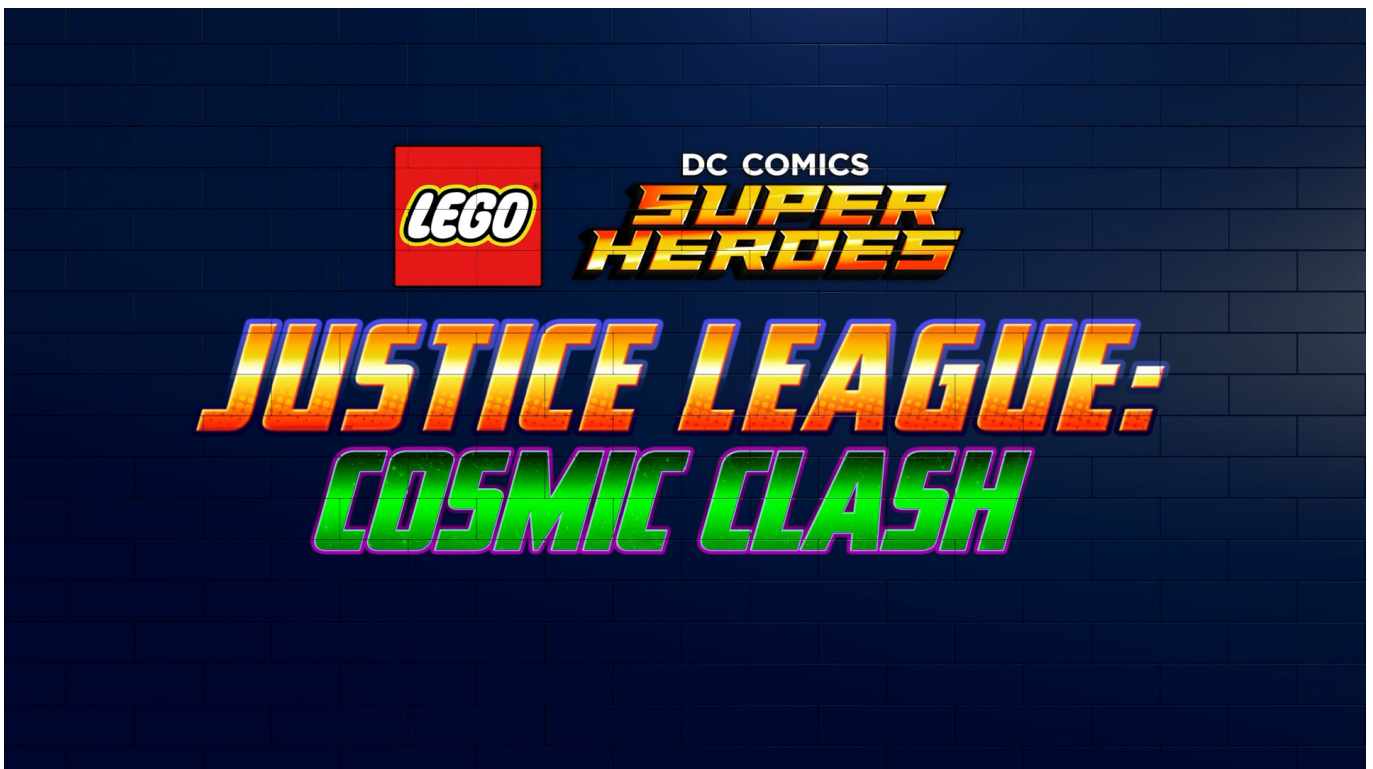 LEGO
DC COMICS
SUPER
HEROES
JUSTICE LEAGUE:
COSMIC CLASH